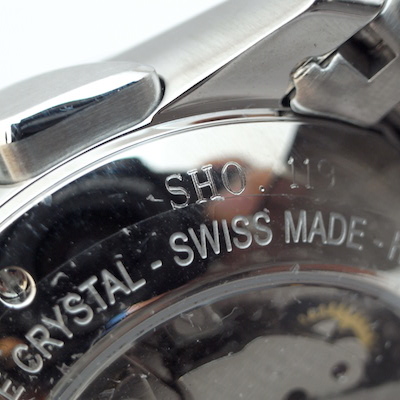 SHO. 119
E CRYSTAL - SWISS MADE -